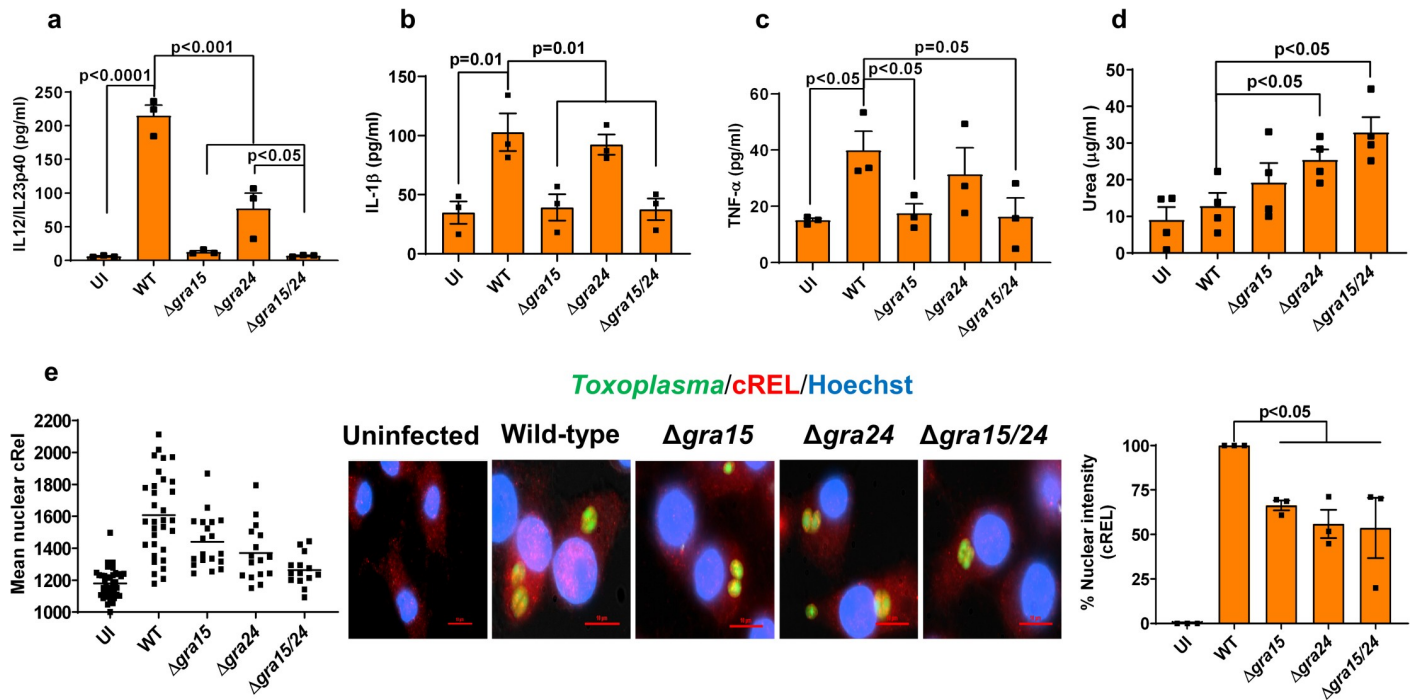 a
p<0.001
p<0.0001
p<0.05
IL12/IL23p40 (pg/ml)
250
200
150
100
50
0
UI
WT
Δgra15
Δgra24
Δgra15/24
b
p=0.01
p=0.01
IL-1β (pg/ml)
150
100
50
0
UI
WT
Δgra15
Δgra24
Δgra15/24
c
p=0.05
p<0.05
p<0.05
TNF-α (pg/ml)
60
40
20
0
UI
WT
Δgra15
Δgra24
Δgra15/24
d
p<0.05
p<0.05
Urea (µg/ml)
50
40
30
20
10
0
UI
WT
Δgra15
Δgra24
Δgra15/24
e
Mean nuclear cRel
2200
2000
1800
1600
1400
1200
1000
UI
WT
Δgra15
Δgra24
Δgra15/24
Toxoplasma/cREL/Hoechst
Uninfected
Wild-type
Δgra15
Δgra24
Δgra15/24
p<0.05
% Nuclear intensity
(cREL)
100
75
50
25
0
UI
WT
Δgra15
Δgra24
Δgra15/24